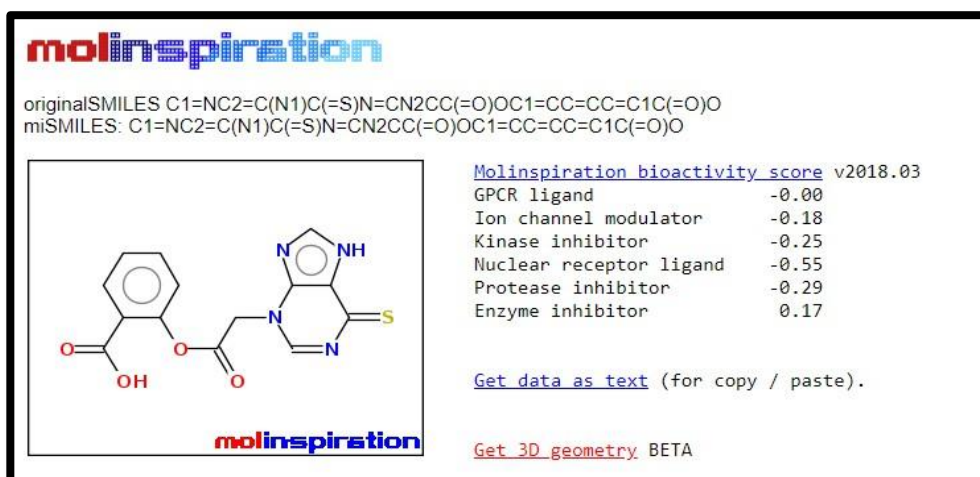 molinspiration
originalSMILES C1=NC2=C(N1)C(=S)N=CN2CC(=O)OC1=CC=CC=C1C(=O)O
miSMILES: C1=NC2=C(N1)C(=S)N=CN2CC(=O)OC1=CC=CC=C1C(=O)O
Molinspiration bioactivity score v2018.03
GPCR ligand -0.00
Ion channel modulator -0.18
Kinase inhibitor -0.25
Nuclear receptor ligand -0.55
Protease inhibitor -0.29
Enzyme inhibitor 0.17
Get data as text (for copy / paste).
Get 3D geometry BETA
N NH
N S
O O N
OH O
molinspiration